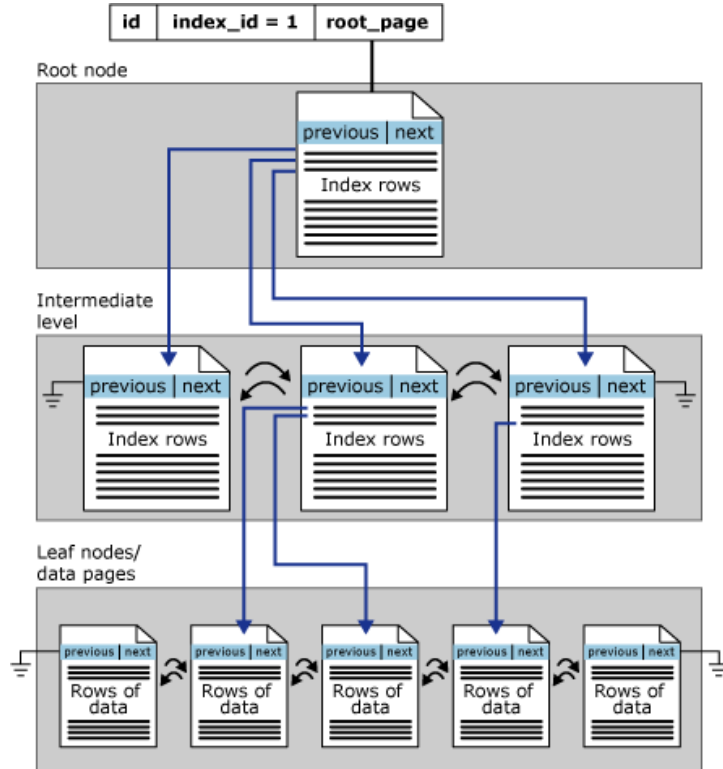 id index_id = 1 root_page
Root node
previous next
Index rows
Intermediate
level
previous next previous next previous next
Index rows Index rows Index rows
Leaf nodes/
data pages
previous next previous next previous next previous next previous next
Rows of Rows of Rows of Rows of Rows of
data data data data data